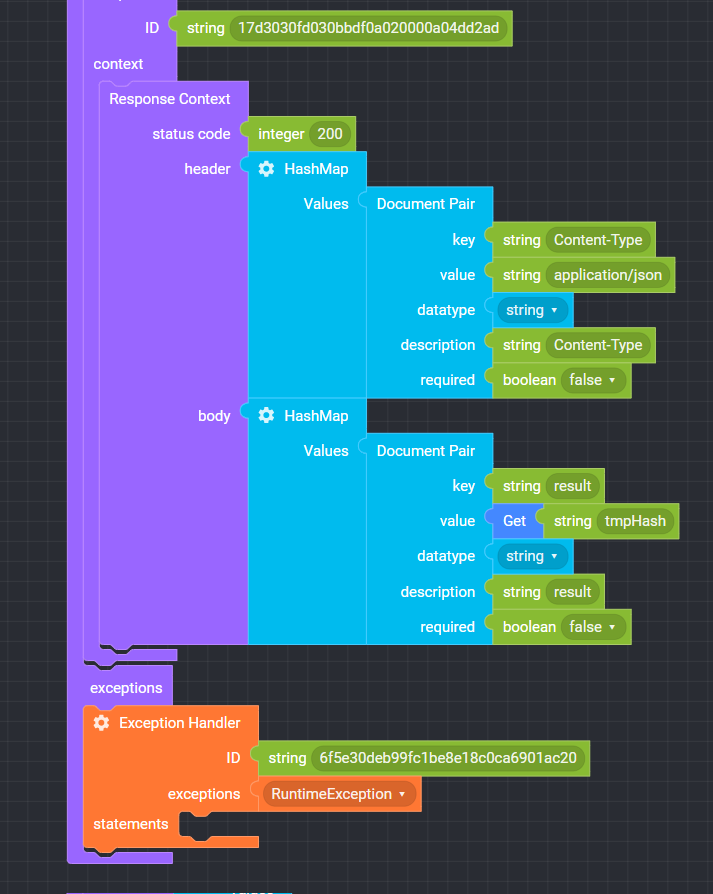 ID string 17d3030fd030bbdf0a020000a04dd2ad
context
Response Context
status code integer 200
header HashMap
Values Document Pair
key string Content-Type
value string application/json
datatype string
description string Content-Type
required boolean false
body HashMap
Values Document Pair
key string result
value Get string tmpHash
datatype string
description string result
required boolean false
exceptions
Exception Handler
ID string 6f5e30deb99fc1be8e18c0ca6901ac20
exceptions RuntimeException
statements